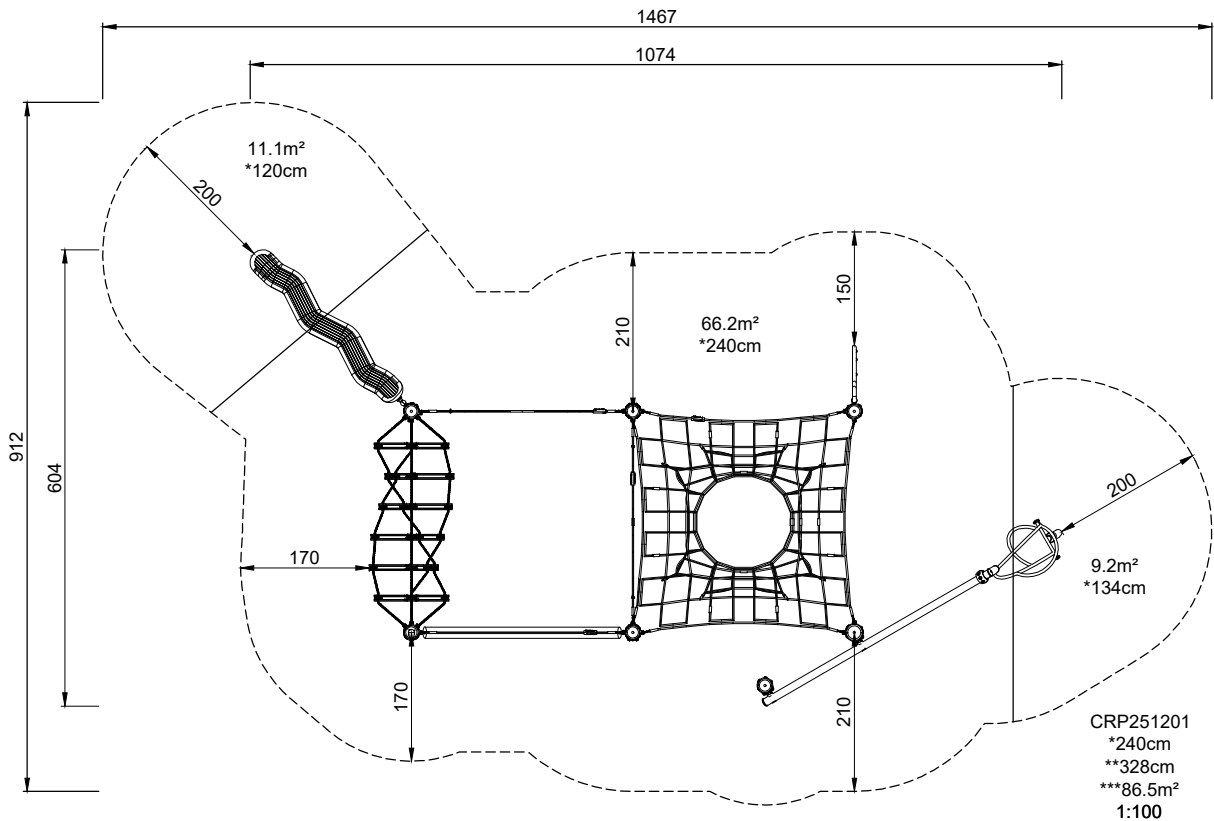 1467
1074
11.1m²
*120cm
200
912
604
210
66.2m²
*240cm
150
170
200
9.2m²
*134cm
170
210
CRP251201
*240cm
**328cm
***86.5m²
1:100